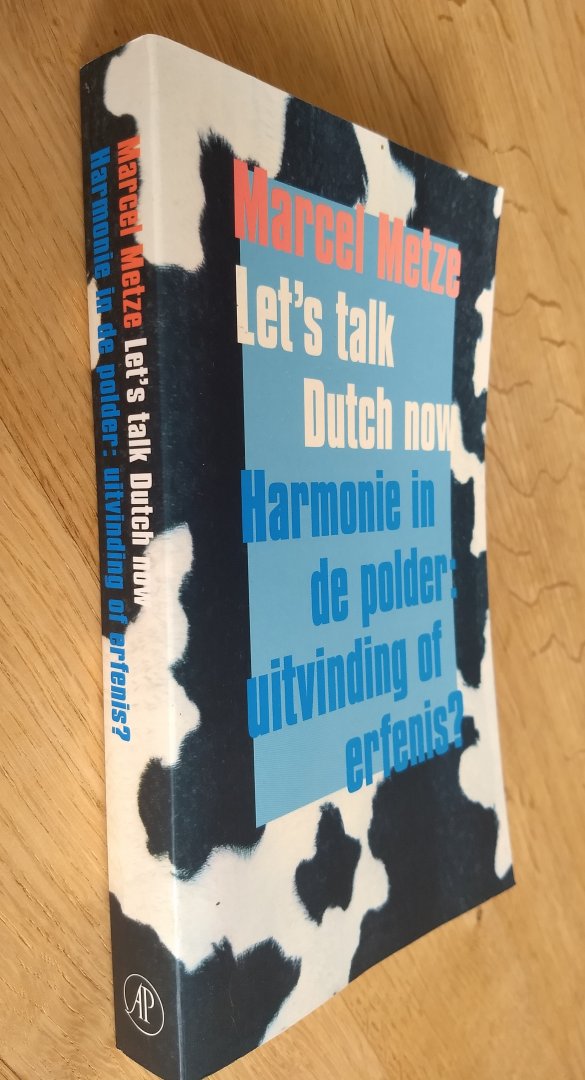 Marcel Metze Let's talk Dutch now
Harmonie in de polder: uitvinding of erfenis?
AP
Marcel Metze
Let's talk
Dutch now
Harmonie in
de polder:
uitvinding of
erfenis?